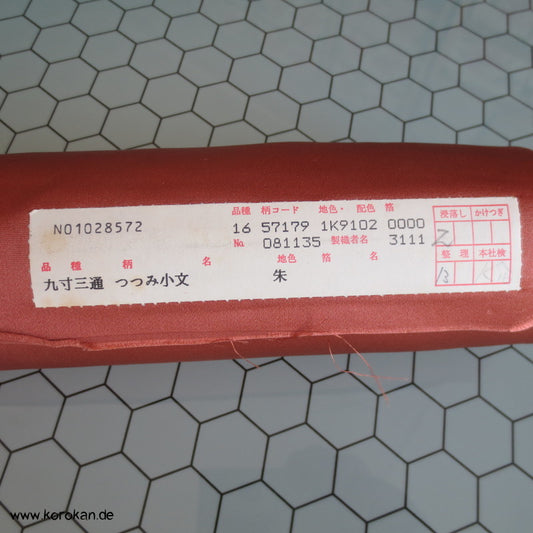 品種 柄コード 地色・ 配色 箔
N01028572 16 57179 1K9102 0000
No 081135 製織者名 3111
浸落し かけつぎ
整理 本社検
品種 柄名 地色 箔名
九寸三通 つつみ小文 朱
www.korokan.de